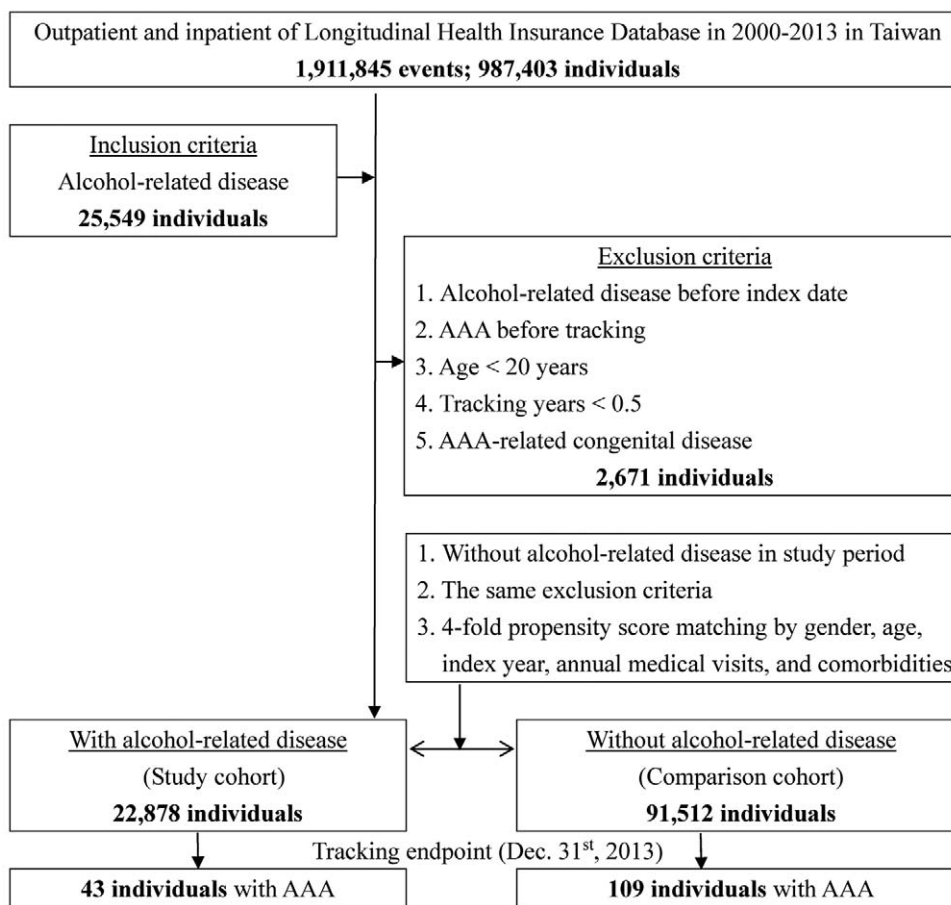 Outpatient and inpatient of Longitudinal Health Insurance Database in 2000-2013 in Taiwan
1,911,845 events; 987,403 individuals
Inclusion criteria
Alcohol-related disease
25,549 individuals
Exclusion criteria
1. Alcohol-related disease before index date
2. AAA before tracking
3. Age < 20 years
4. Tracking years < 0.5
5. AAA-related congenital disease
2,671 individuals
1. Without alcohol-related disease in study period
2. The same exclusion criteria
3. 4-fold propensity score matching by gender, age,
index year, annual medical visits, and comorbidities
With alcohol-related disease
(Study cohort)
22,878 individuals
Without alcohol-related disease
(Comparison cohort)
91,512 individuals
Tracking endpoint (Dec. 31st, 2013)
43 individuals with AAA
109 individuals with AAA